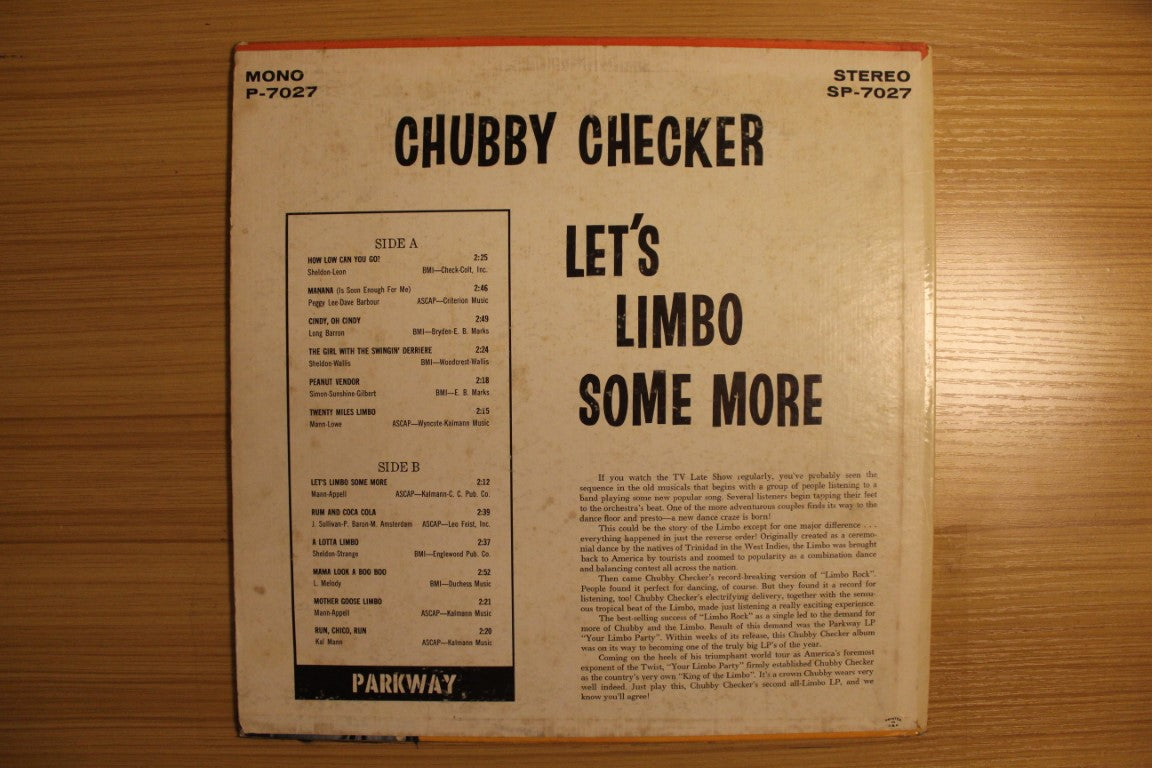 MONO
P-7027
STEREO
SP-7027
CHUBBY CHECKER
LET'S
LIMBO
SOME MORE
SIDE A
HOW LOW CAN YOU GO? 2:25
Sheldon-Leon BMI—Check-Colt, Inc.
MANANA (Is Soon Enough For Me) 2:46
Peggy Lee-Dave Barbour ASCAP—Criterion Music
CINDY, OH CINDY 2:49
Long Barron BMI—Bryden-E. B. Marks
THE GIRL WITH THE SWINGIN' DERRIERE 2:24
Sheldon-Wallis BMI—Woodcrest-Wallis
PEANUT VENDOR 2:18
Simon-Sunshine-Gilbert BMI—E. B. Marks
TWENTY MILES LIMBO 2:15
Mann-Lowe ASCAP—Wyncote-Kalmann Music
SIDE B
LET'S LIMBO SOME MORE 2:12
Mann-Appell ASCAP—Kalmann-C. C. Pub. Co.
RUM AND COCA COLA 2:39
J. Sullivan-P. Baron-M. Amsterdam ASCAP—Leo Feist, Inc.
A LOTTA LIMBO 2:37
Sheldon-Strange BMI—Englewood Pub. Co.
MAMA LOOK A BOO BOO 2:52
L. Melody BMI—Duchess Music
MOTHER GOOSE LIMBO 2:21
Mann-Appell ASCAP—Kalmann Music
RUN, CHICO, RUN 2:20
Kal Mann ASCAP—Kalmann Music
PARKWAY
If you watch the TV Late Show regularly, you've probably seen the
sequence in the old musicals that begins with a group of people listening to a
band playing some new popular song. Several listeners begin tapping their feet
to the orchestra's beat. One of the more adventurous couples finds its way to the
dance floor and presto—a new dance craze is born!
This could be the story of the Limbo except for one major difference . . .
everything happened in just the reverse order! Originally created as a ceremo-
nial dance by the natives of Trinidad in the West Indies, the Limbo was brought
back to America by tourists and zoomed to popularity as a combination dance
and balancing contest all across the nation.
Then came Chubby Checker's record-breaking version of "Limbo Rock".
People found it perfect for dancing, of course. But they found it a record for
listening, too! Chubby Checker's electrifying delivery, together with the sensu-
ous tropical beat of the Limbo, made just listening a really exciting experience.
The best-selling success of "Limbo Rock" as a single led to the demand for
more of Chubby and the Limbo. Result of this demand was the Parkway LP
"Your Limbo Party". Within weeks of its release, this Chubby Checker album
was on its way to becoming one of the truly big LP's of the year.
Coming on the heels of his triumphant world tour as America's foremost
exponent of the Twist, "Your Limbo Party" firmly established Chubby Checker
as the country's very own "King of the Limbo". It's a crown Chubby wears very
well indeed. Just play this, Chubby Checker's second all-Limbo LP, and we
know you'll agree!